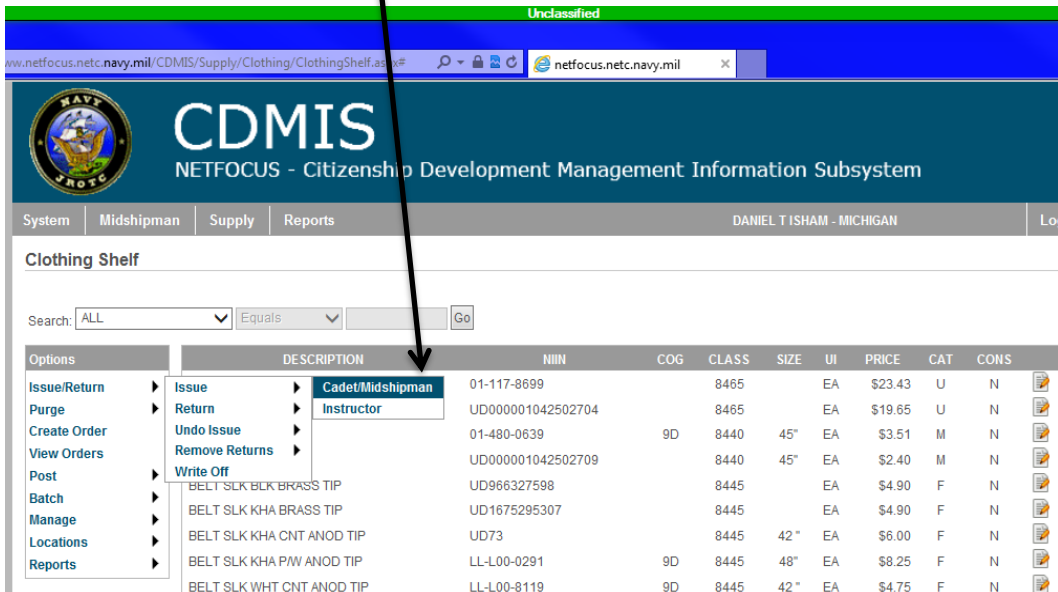 Unclassified
ww.netfocus.netc.navy.mil/CDMIS/Supply/Clothing/ClothingShelf.as x#
netfocus.netc.navy.mil
NAVY
JROTC
CDMIS
NETFOCUS - Citizenship Development Management Information Subsystem
System Midshipman Supply Reports DANIEL T ISHAM - MICHIGAN Lo
Clothing Shelf
Search: ALL Equals Go
Options DESCRIPTION NIIN COG CLASS SIZE UI PRICE CAT CONS
Issue/Return Issue Cadet/Midshipman 01-117-8699 8465 EA $23.43 U N
Purge Return Instructor UD000001042502704 8465 EA $19.65 U N
Create Order Undo Issue 01-480-0639 9D 8440 45" EA $3.51 M N
View Orders Remove Returns UD000001042502709 8440 45" EA $2.40 M N
Post Write Off
BELT SLK BLK BRASS TIP UD966327598 8445 EA $4.90 F N
Batch
BELT SLK KHA BRASS TIP UD1675295307 8445 EA $4.90 F N
Manage
BELT SLK KHA CNT ANOD TIP UD73 8445 42 " EA $6.00 F N
Locations
Reports BELT SLK KHA P/W ANOD TIP LL-L00-0291 9D 8445 48" EA $8.25 F N
BELT SLK WHT CNT ANOD TIP LL-L00-8119 9D 8445 42 " EA $4.75 F N